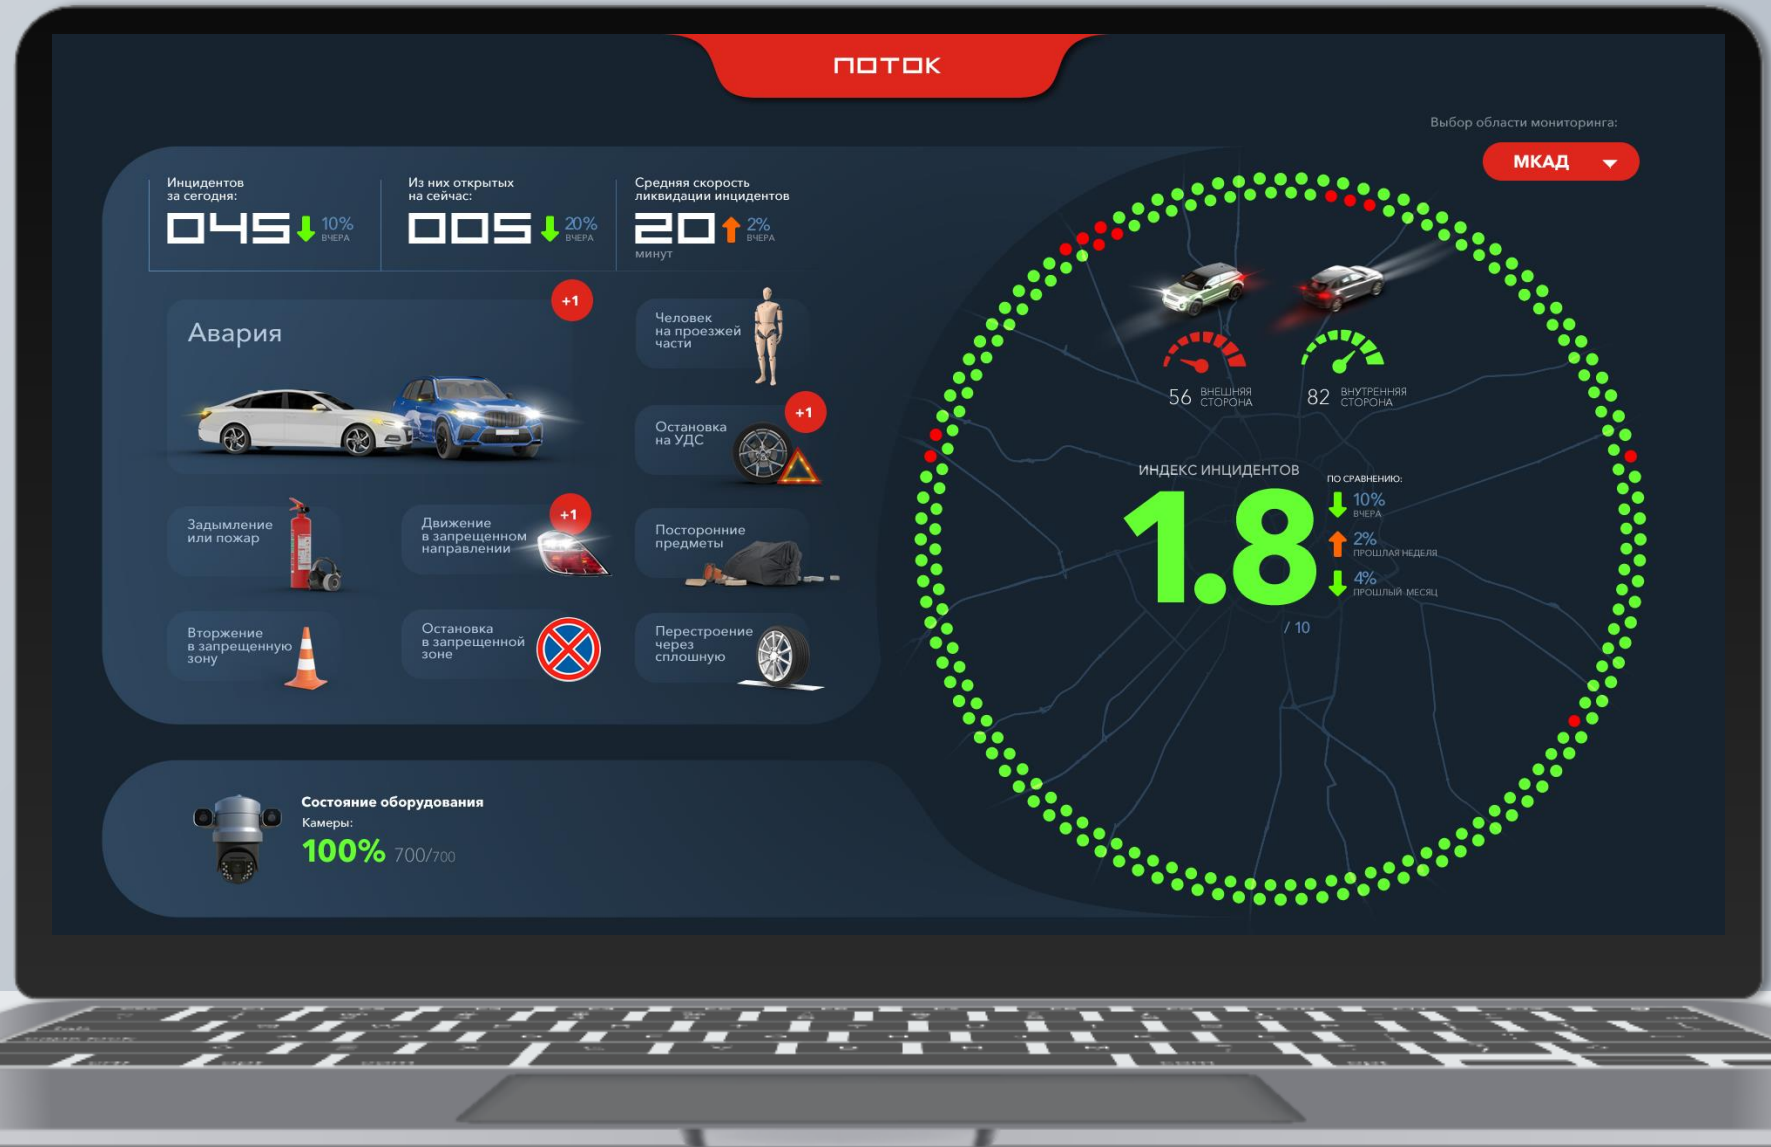 ПОТОК
Выбор области мониторинга:
МКАД
Инцидентов
за сегодня:
045
10%
ВЧЕРА
Из них открытых
на сейчас:
005
20%
ВЧЕРА
Средняя скорость
ликвидации инцидентов
20
2%
ВЧЕРА
минут
Авария
+1
Человек
на проезжей
части
Остановка
на УДС
+1
Задымление
или пожар
Движение
в запрещенном
направлении
+1
Посторонние
предметы
Вторжение
в запрещенную
зону
Остановка
в запрещенной
зоне
Перестроение
через
сплошную
56
ВНЕШНЯЯ
СТОРОНА
82
ВНУТРЕННЯЯ
СТОРОНА
ИНДЕКС ИНЦИДЕНТОВ
1.8
/ 10
ПО СРАВНЕНИЮ:
10%
ВЧЕРА
2%
ПРОШЛАЯ НЕДЕЛЯ
4%
ПРОШЛЫЙ МЕСЯЦ
Состояние оборудования
Камеры:
100% 700/700